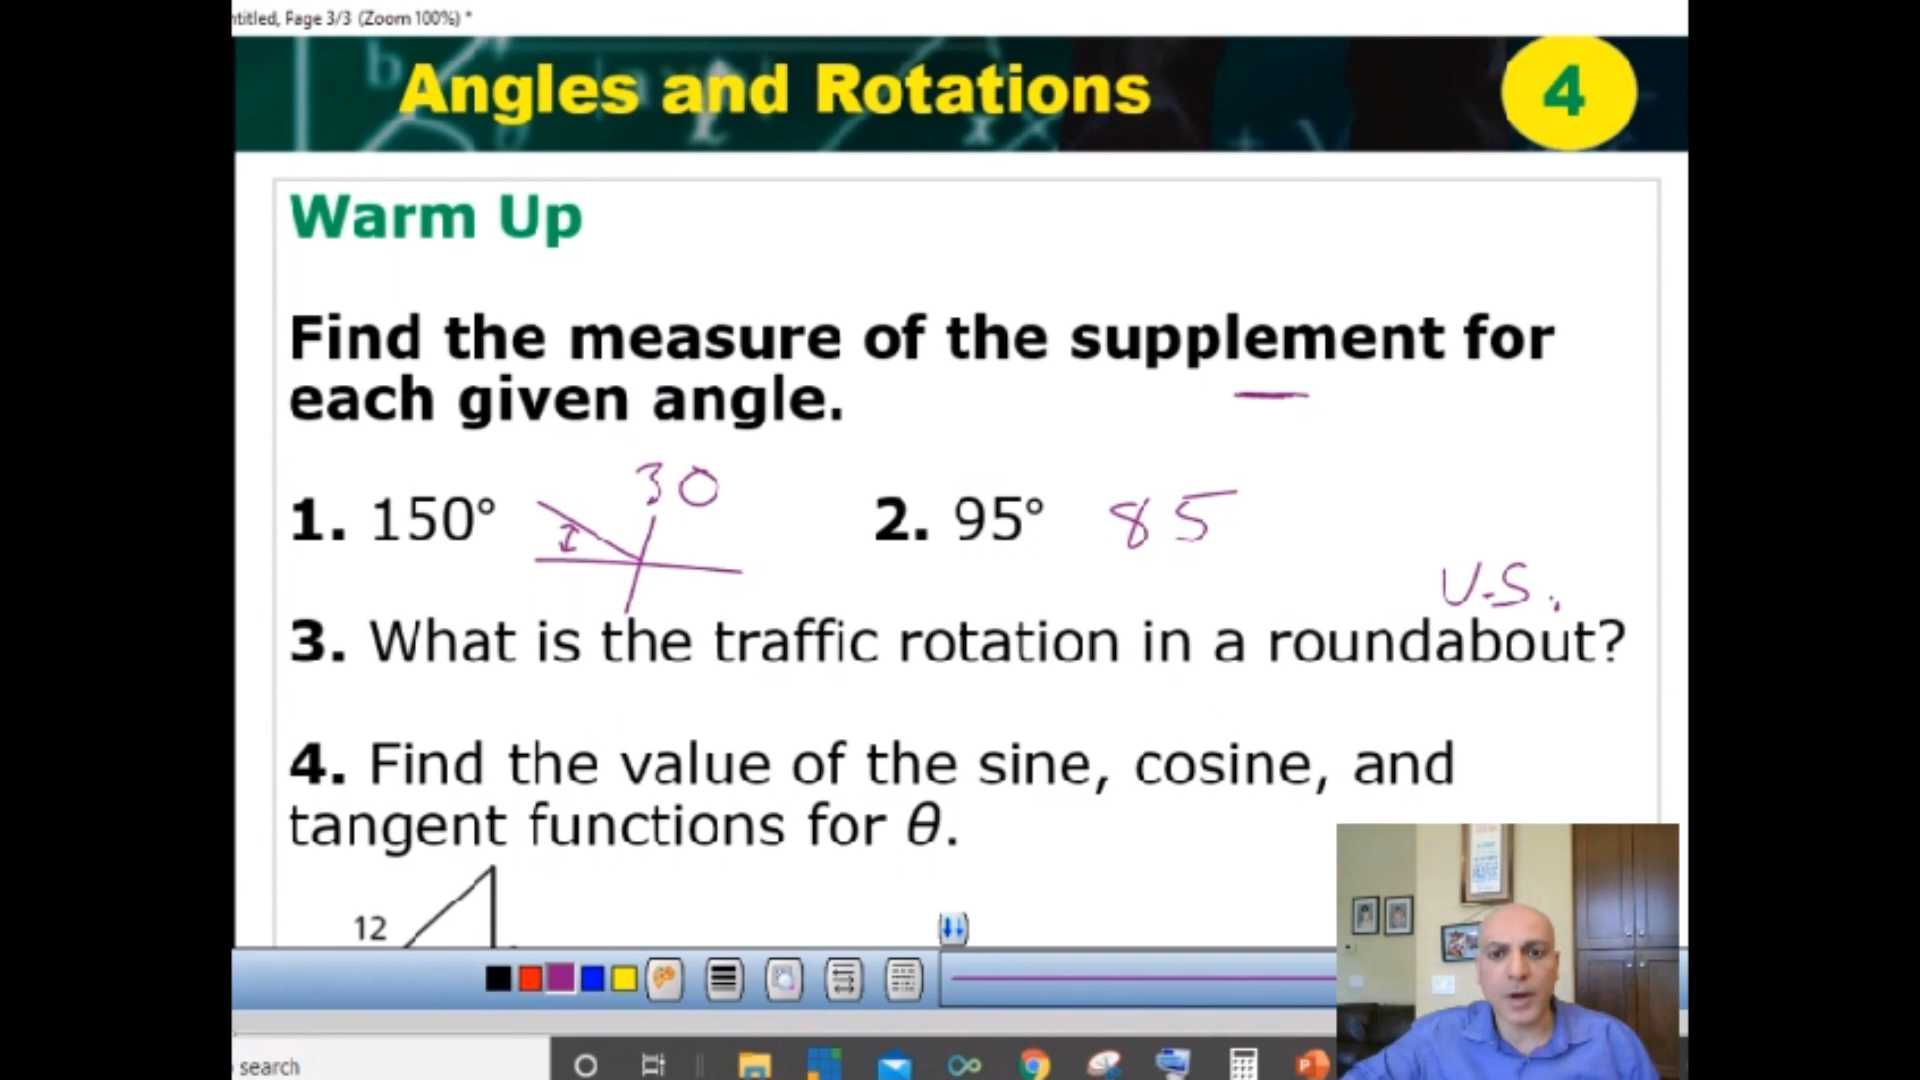 ntitled, Page 3/3 (Zoom 100%) *
Angles and Rotations
4
Warm Up
Find the measure of the supplement for
each given angle.
30
1. 150° 2. 95° 85
U.S.
3. What is the traffic rotation in a roundabout?
4. Find the value of the sine, cosine, and
tangent functions for θ.
12
search